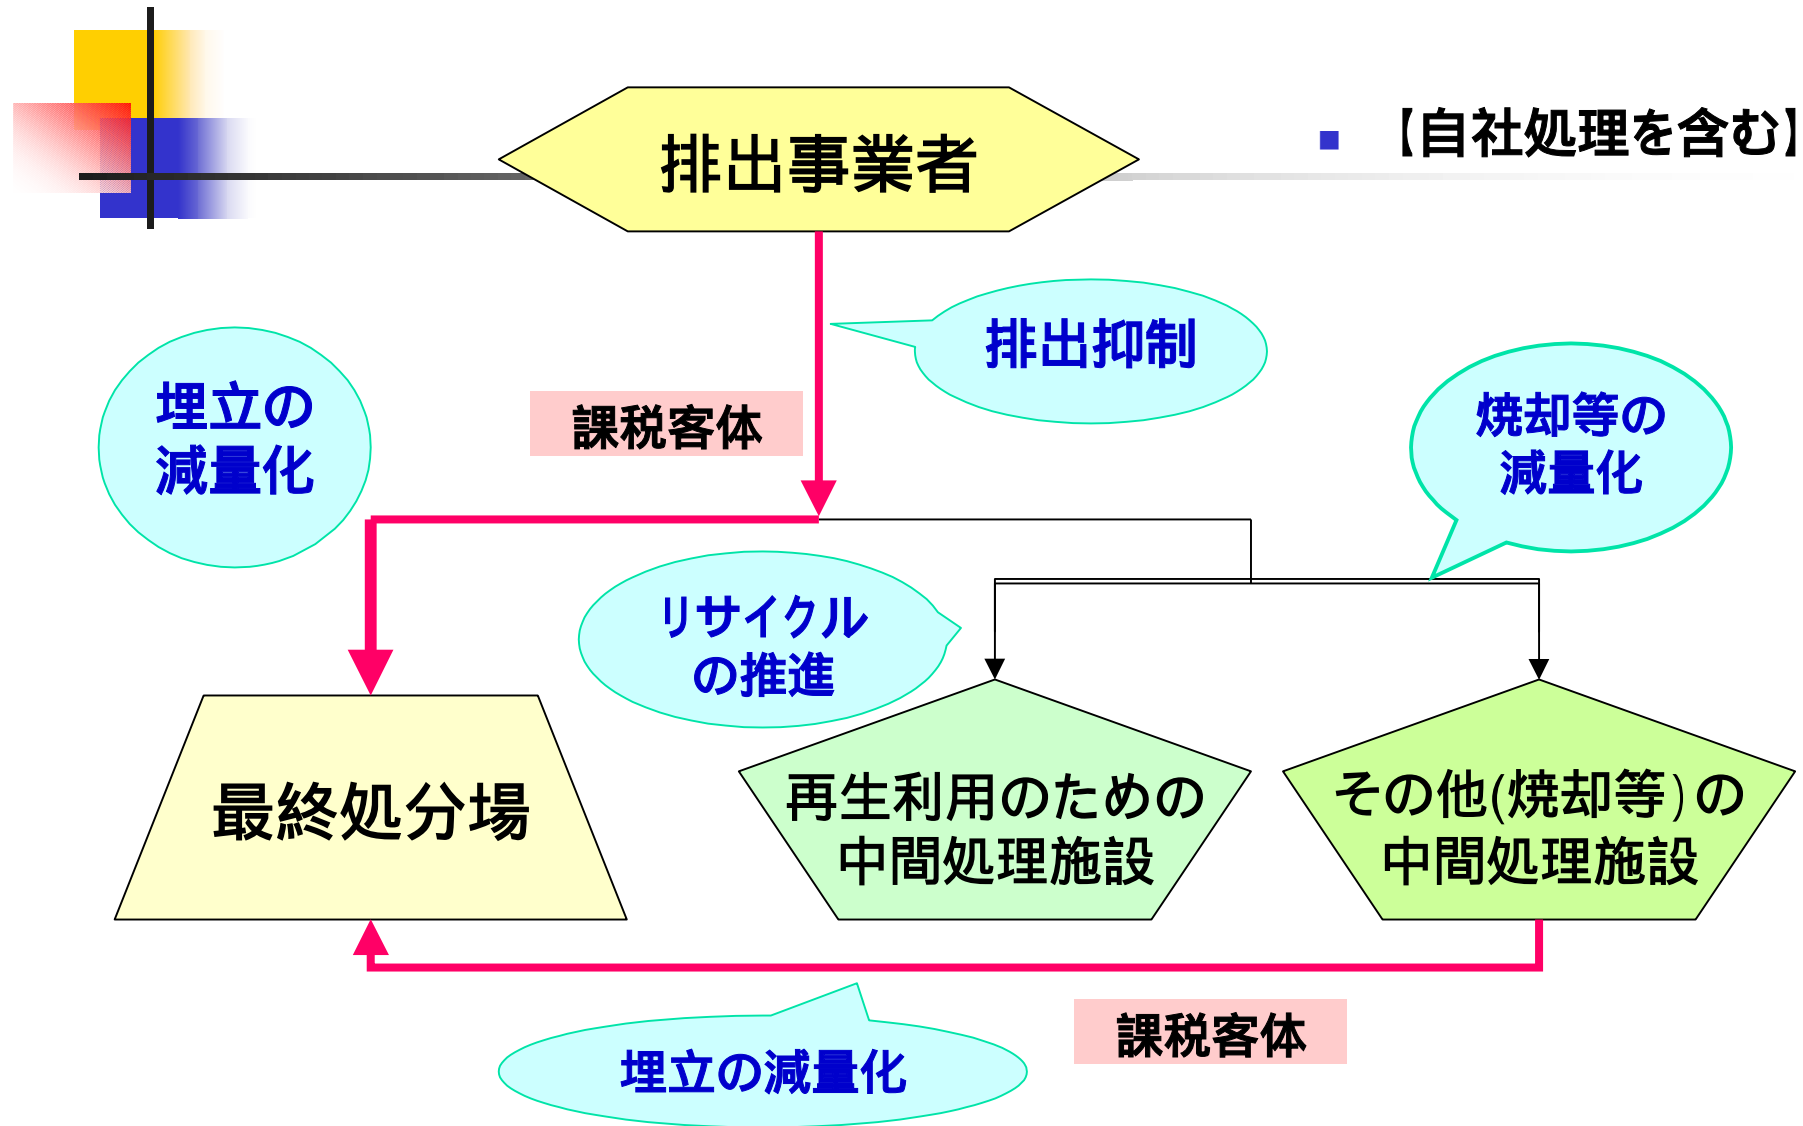 排出事業者
【自社処理を含む】
排出抑制
埋立の
減量化
課税客体
焼却等の
減量化
リサイクル
の推進
最終処分場
再生利用のための
中間処理施設
その他(焼却等)の
中間処理施設
課税客体
埋立の減量化